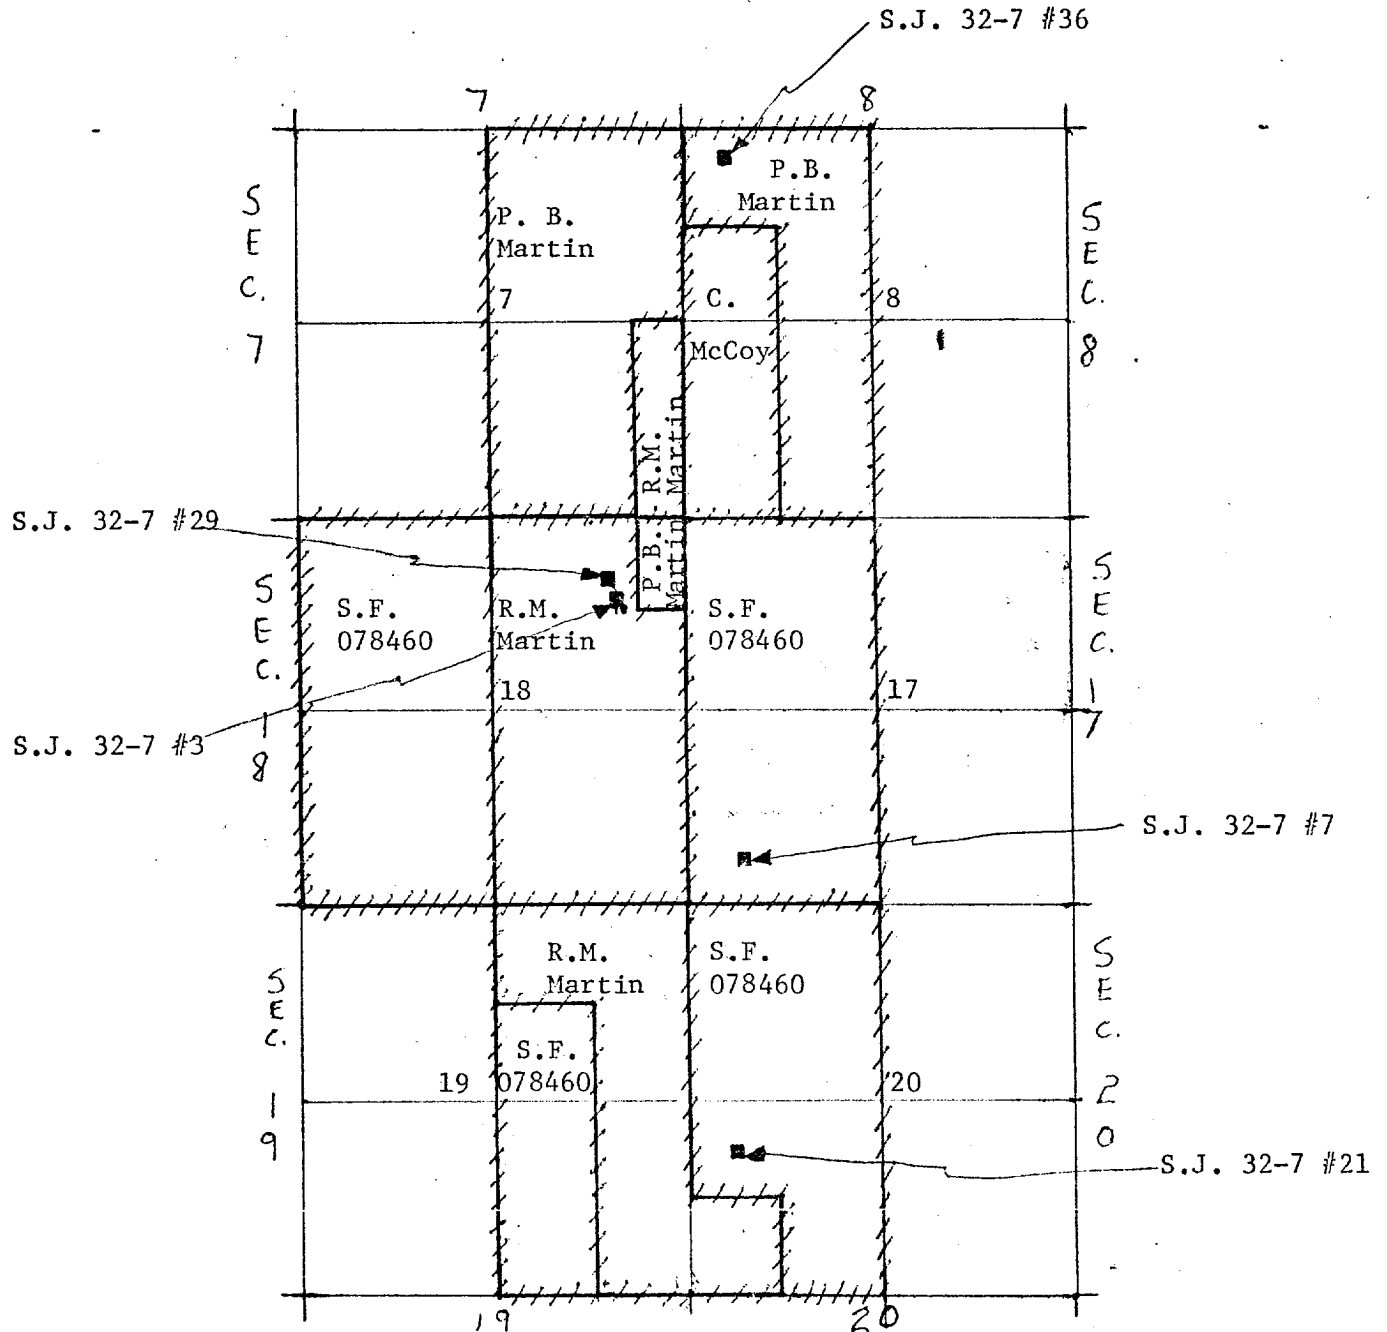 S.J. 32-7 #36
7
8
SEC. 7
P. B.
Martin
P.B.
Martin
SEC. 8
7
C.
8
McCoy
R.M.
Martin
S.J. 32-7 #29
P.B.
Martin
SEC. 18
S.F.
078460
R.M.
Martin
S.F.
078460
SEC. 17
18
17
S.J. 32-7 #3
S.J. 32-7 #7
SEC. 19
R.M.
Martin
S.F.
078460
SEC. 20
S.F.
19
078460
20
S.J. 32-7 #21
19
20